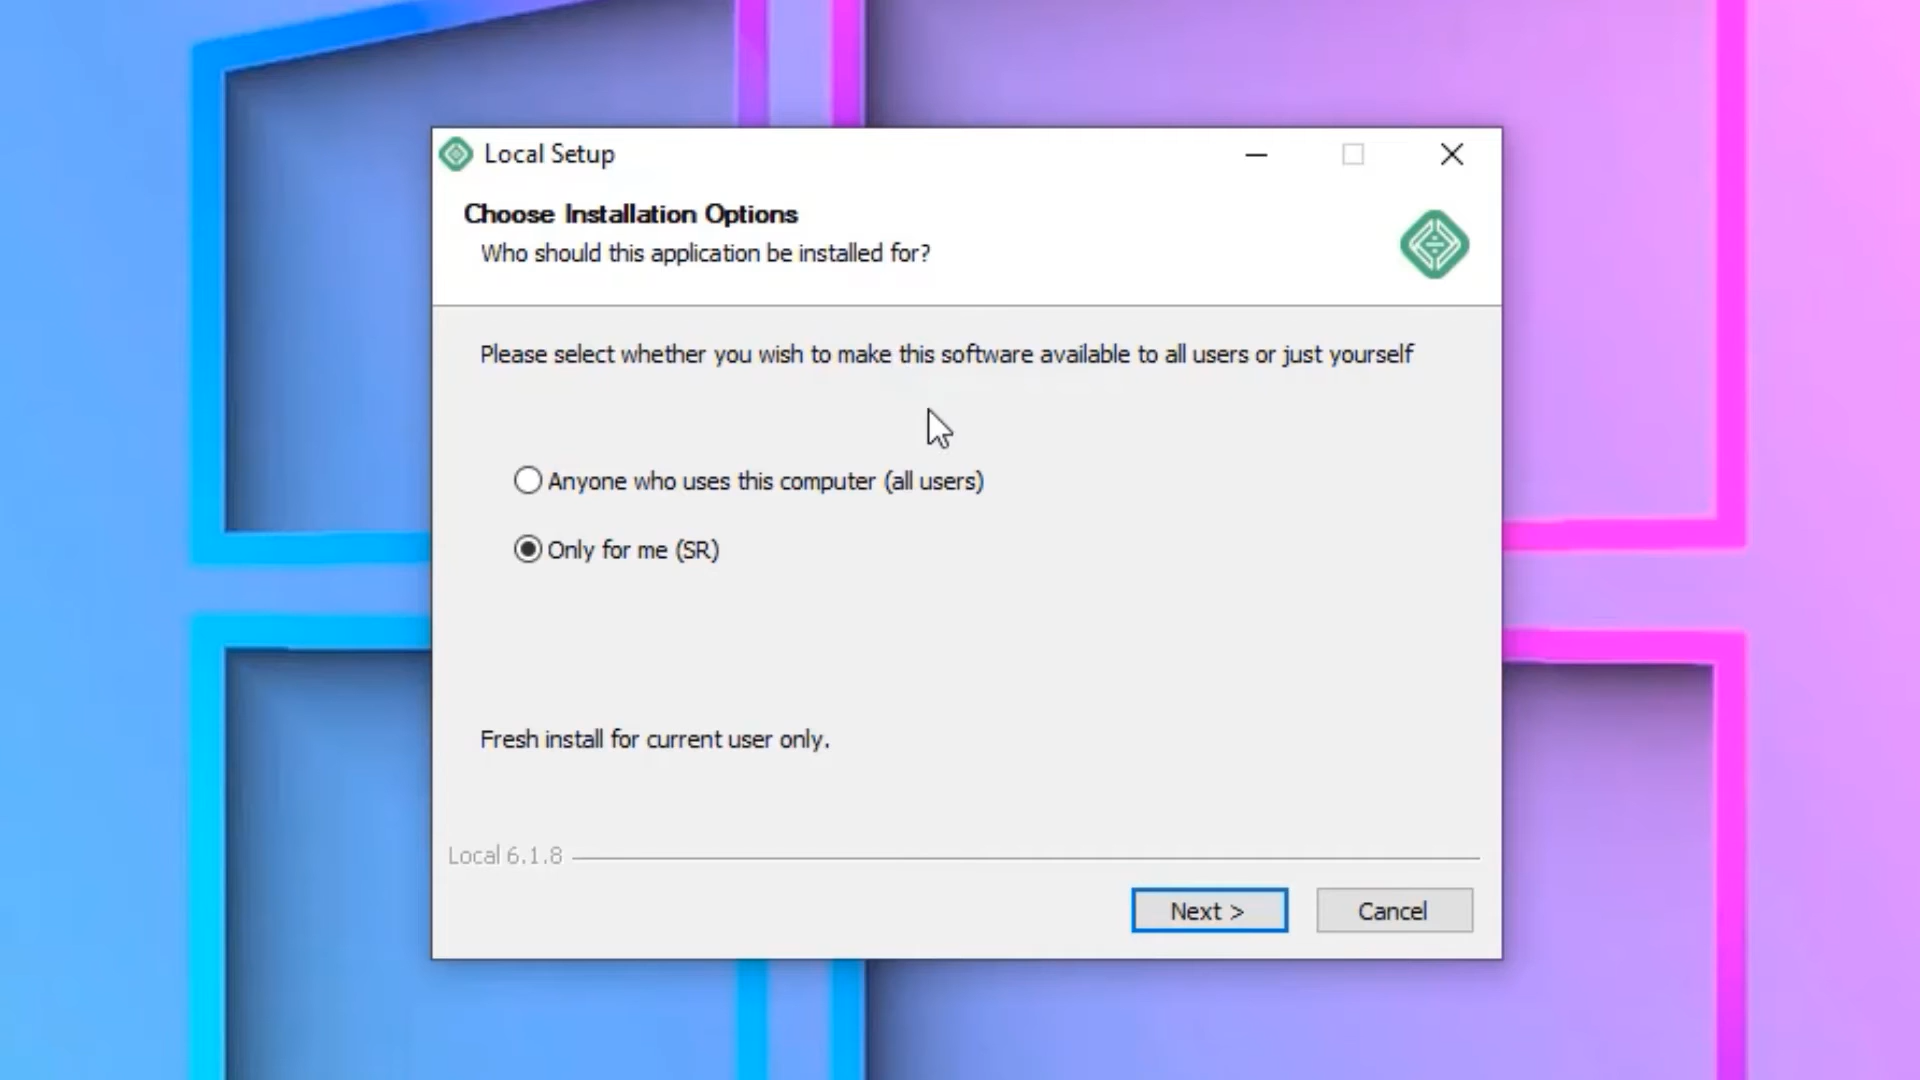 Local Setup
Choose Installation Options
Who should this application be installed for?
Please select whether you wish to make this software available to all users or just yourself
Anyone who uses this computer (all users)
Only for me (SR)
Fresh install for current user only.
Local 6.1.8
Next >
Cancel